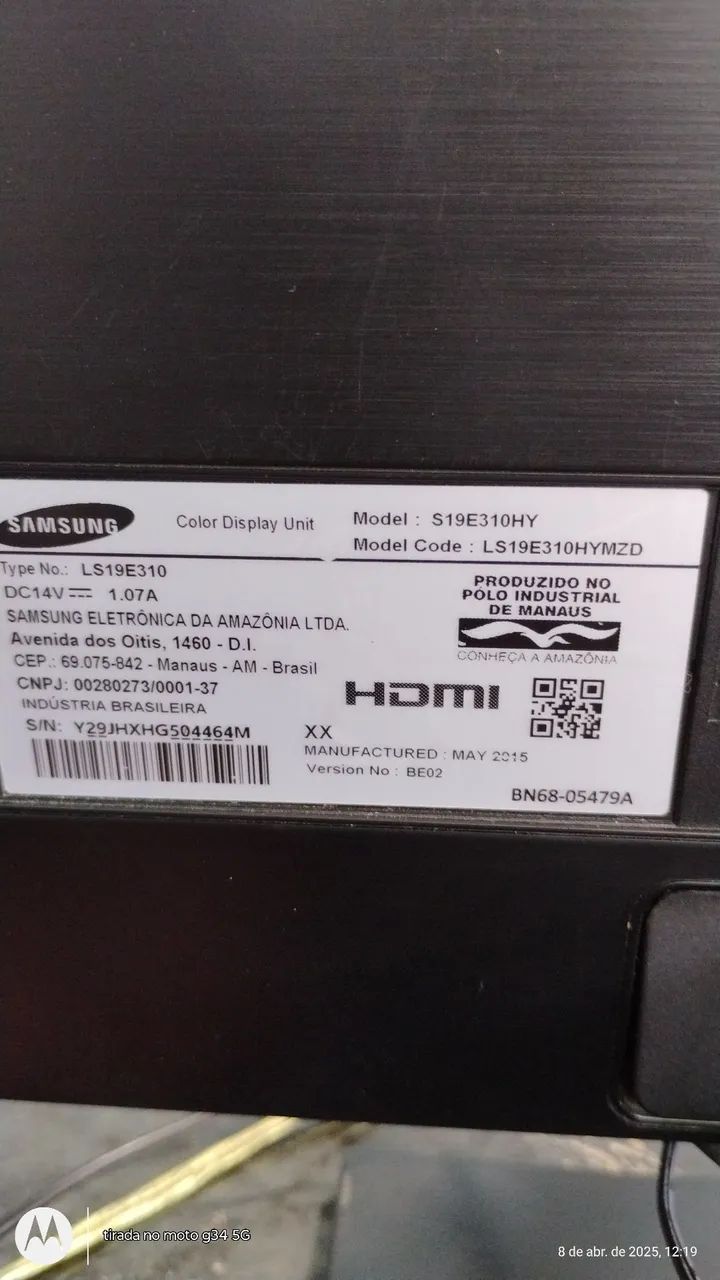 SAMSUNG
Color Display Unit
Model : S19E310HY
Model Code : LS19E310HYMZD
Type No.: LS19E310
DC14V⎓ 1.07A
SAMSUNG ELETRÔNICA DA AMAZÔNIA LTDA.
Avenida dos Oitis, 1460 - D.I.
CEP.: 69.075-842 - Manaus - AM - Brasil
CNPJ: 00280273/0001-37
INDÚSTRIA BRASILEIRA
S/N: Y29JHXHG504464M
PRODUZIDO NO
PÓLO INDUSTRIAL
DE MANAUS
CONHEÇA A AMAZÔNIA
HDMI
XX
MANUFACTURED : MAY 2015
Version No : BE02
BN68-05479A
tirada no moto g34 5G
8 de abr. de 2025, 12:19